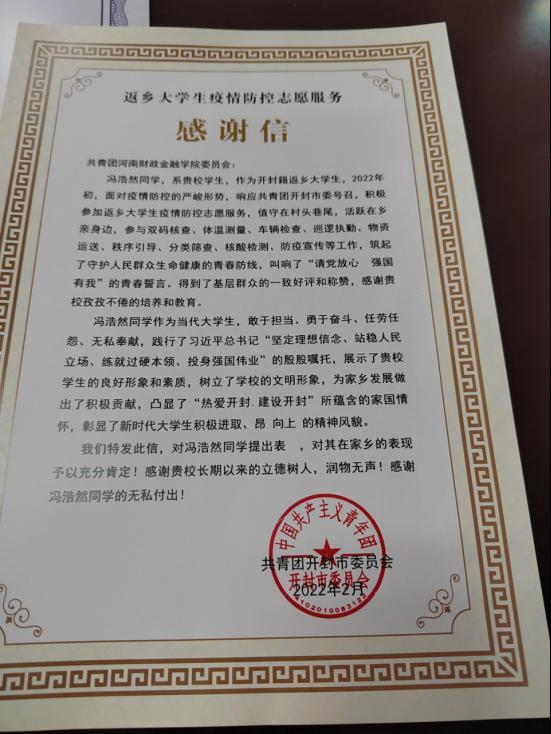 返乡大学生疫情防控志愿服务
感谢信
共青团河南财政金融学院委员会：
冯浩然同学，系贵校学生，作为开封籍返乡大学生，2022年
初，面对疫情防控的严峻形势，响应共青团开封市委号召，积极
参加返乡大学生疫情防控志愿服务，值守在村头巷尾，活跃在乡
亲身边，参与双码核查、体温测量、车辆检查、巡逻执勤、物资
运送、秩序引导、分类筛查、核酸检测、防疫宣传等工作，筑起
了守护人民群众生命健康的青春防线，叫响了“请党放心 强国
有我”的青春誓言。得到了基层群众的一致好评和称赞，感谢贵
校孜孜不倦的培养和教育。
冯浩然同学作为当代大学生，敢于担当、勇于奋斗、任劳任
怨、无私奉献，践行了习近平总书记“坚定理想信念、站稳人民
立场、练就过硬本领、投身强国伟业”的殷殷嘱托，展示了贵校
学生的良好形象和素质，树立了学校的文明形象，为家乡发展做
出了积极贡献，凸显了“热爱开封.建设开封”所蕴含的家国情
怀，彰显了新时代大学生积极进取、昂 向上 的精神风貌。
我们特发此信，对冯浩然同学提出表 ，对其在家乡的表现
予以充分肯定！感谢贵校长期以来的立德树人，润物无声！感谢
冯浩然同学的无私付出！
中国共产主义青年团
共青团开封市委员会
开封市委员会
2022年2月
4102010083122